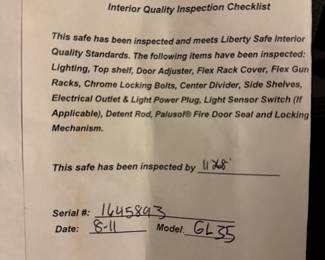 Interior Quality Inspection Checklist
This safe has been inspected and meets Liberty Safe Interior
Quality Standards. The following items have been inspected:
Lighting, Top shelf, Door Adjuster, Flex Rack Cover, Flex Gun
Racks, Chrome Locking Bolts, Center Divider, Side Shelves,
Electrical Outlet & Light Power Plug, Light Sensor Switch (If
Applicable), Detent Rod, Palusol® Fire Door Seal and Locking
Mechanism.
This safe has been inspected by
Serial #: 1645893
Date: 8-11 Model: GL35